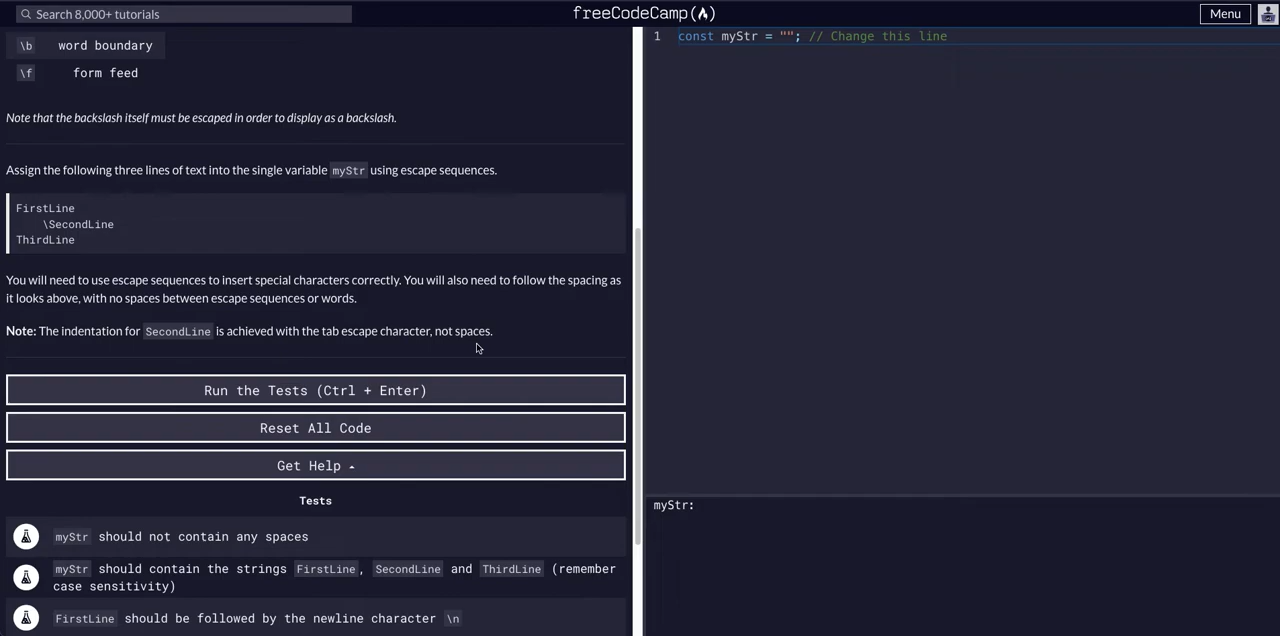 Search 8,000+ tutorials
freeCodeCamp
Menu
\b word boundary
\f form feed
Note that the backslash itself must be escaped in order to display as a backslash.
Assign the following three lines of text into the single variable myStr using escape sequences.
FirstLine
    \SecondLine
ThirdLine
You will need to use escape sequences to insert special characters correctly. You will also need to follow the spacing as
it looks above, with no spaces between escape sequences or words.
Note: The indentation for SecondLine is achieved with the tab escape character, not spaces.
Run the Tests (Ctrl + Enter)
Reset All Code
Get Help
Tests
myStr should not contain any spaces
myStr should contain the strings FirstLine, SecondLine and ThirdLine (remember
case sensitivity)
FirstLine should be followed by the newline character \n
1 const myStr = ""; // Change this line
myStr: